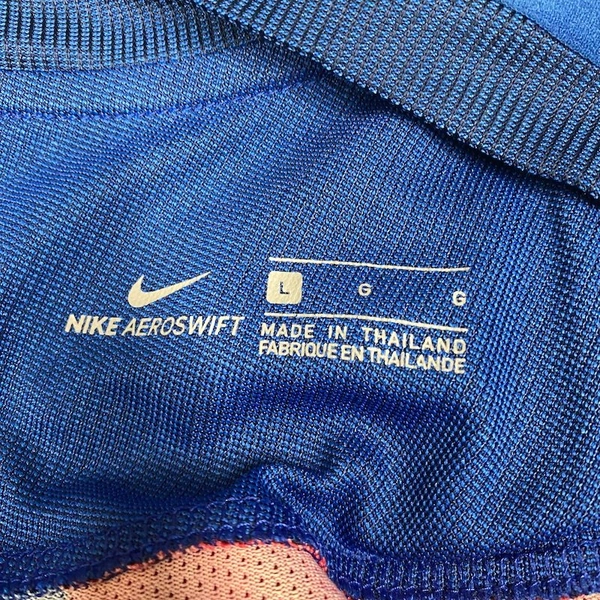 NIKE AEROSWIFT
L G G
MADE IN THAILAND
FABRIQUE EN THAILANDE